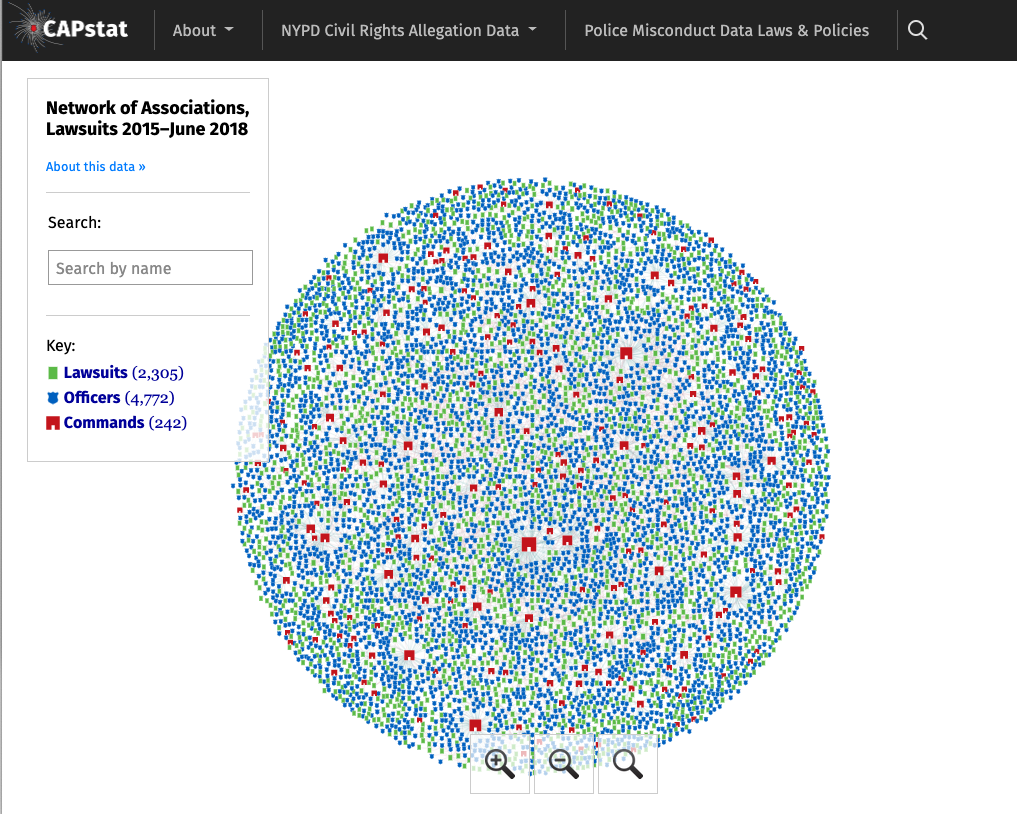 CAPstat
About
NYPD Civil Rights Allegation Data
Police Misconduct Data Laws & Policies
Network of Associations,
Lawsuits 2015–June 2018
About this data »
Search:
Search by name
Key:
Lawsuits (2,305)
Officers (4,772)
Commands (242)